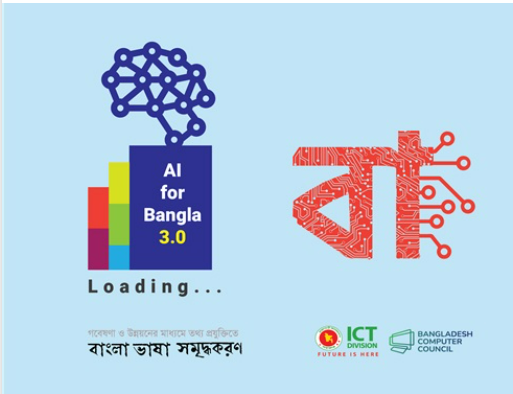 AI
for
Bangla
3.0
Loading...
গবেষণা ও উন্নয়নের মাধ্যমে তথ্য প্রযুক্তিতে
বাংলা ভাষা সমৃদ্ধকরণ
বা
ICT
DIVISION
FUTURE IS HERE
BANGLADESH
COMPUTER
COUNCIL